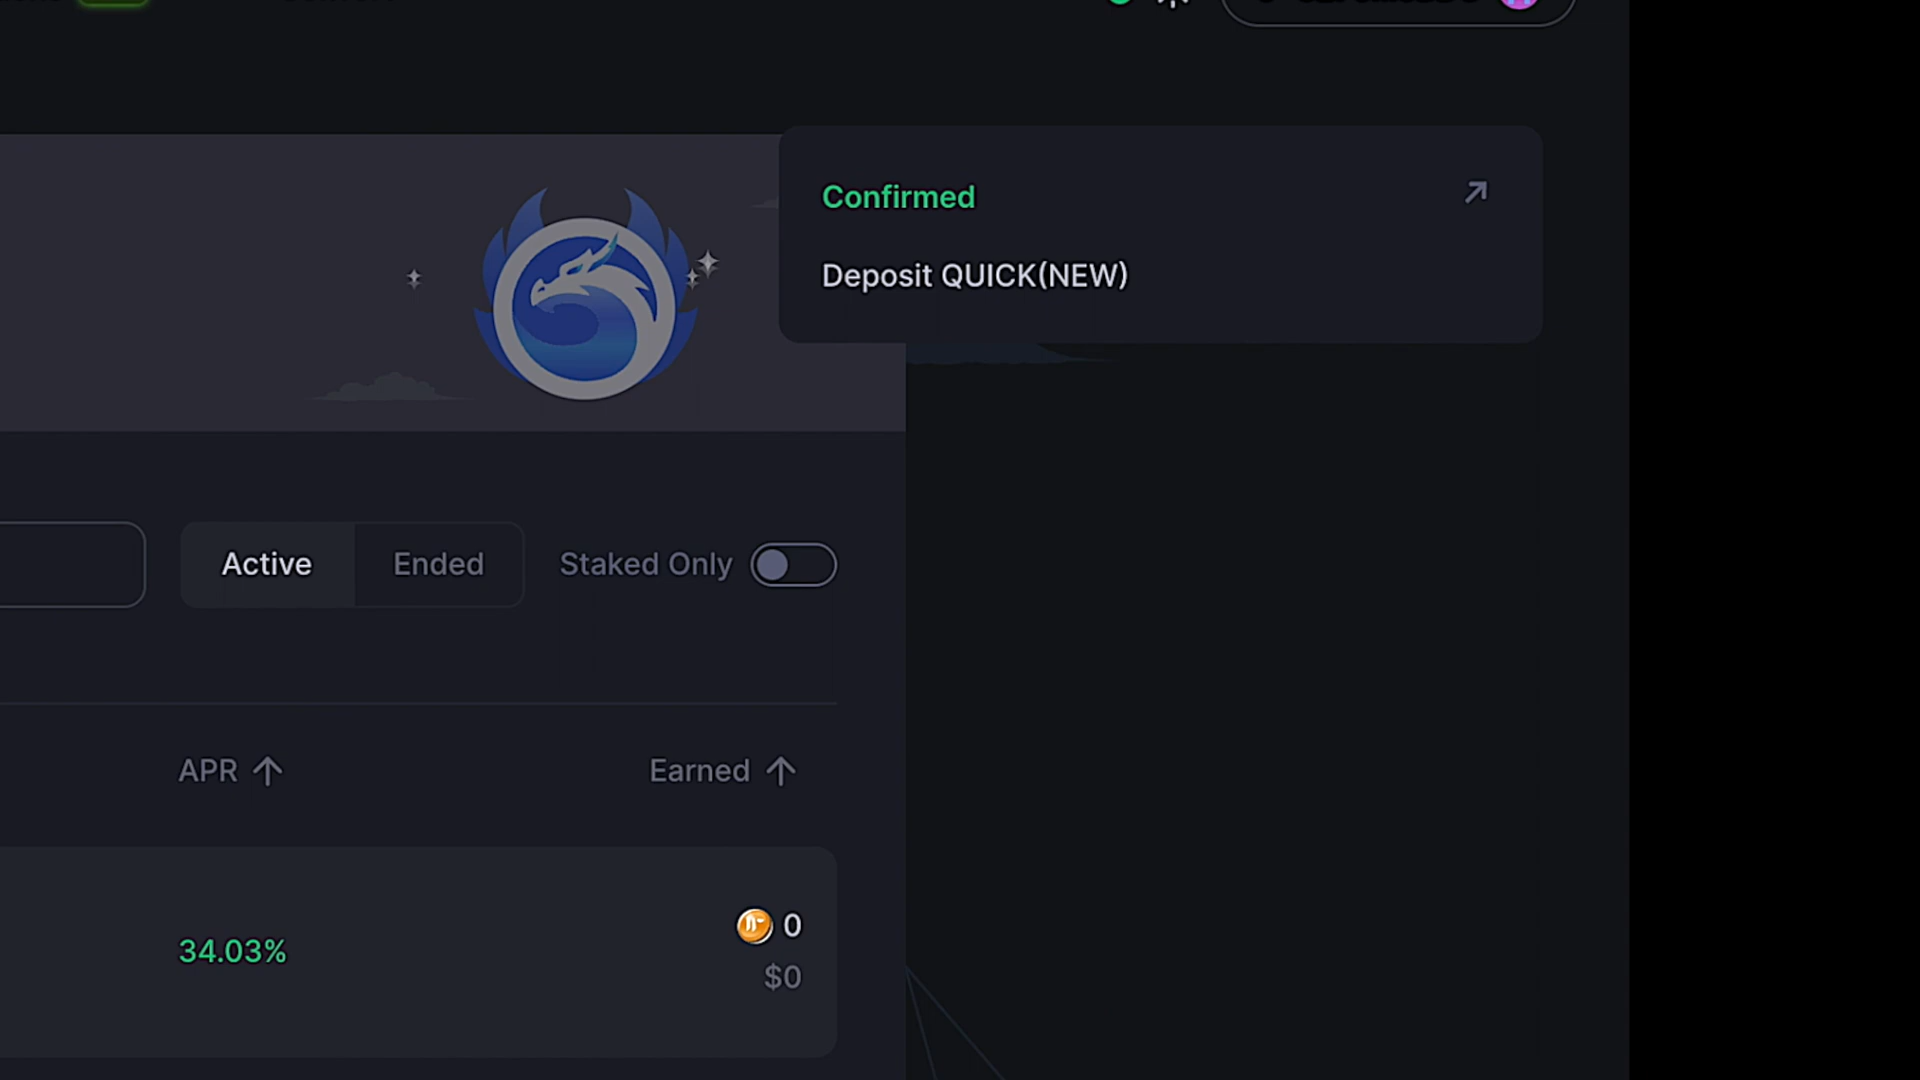 Confirmed
Deposit QUICK(NEW)
Active
Ended
Staked Only
APR
Earned
34.03%
0
$0